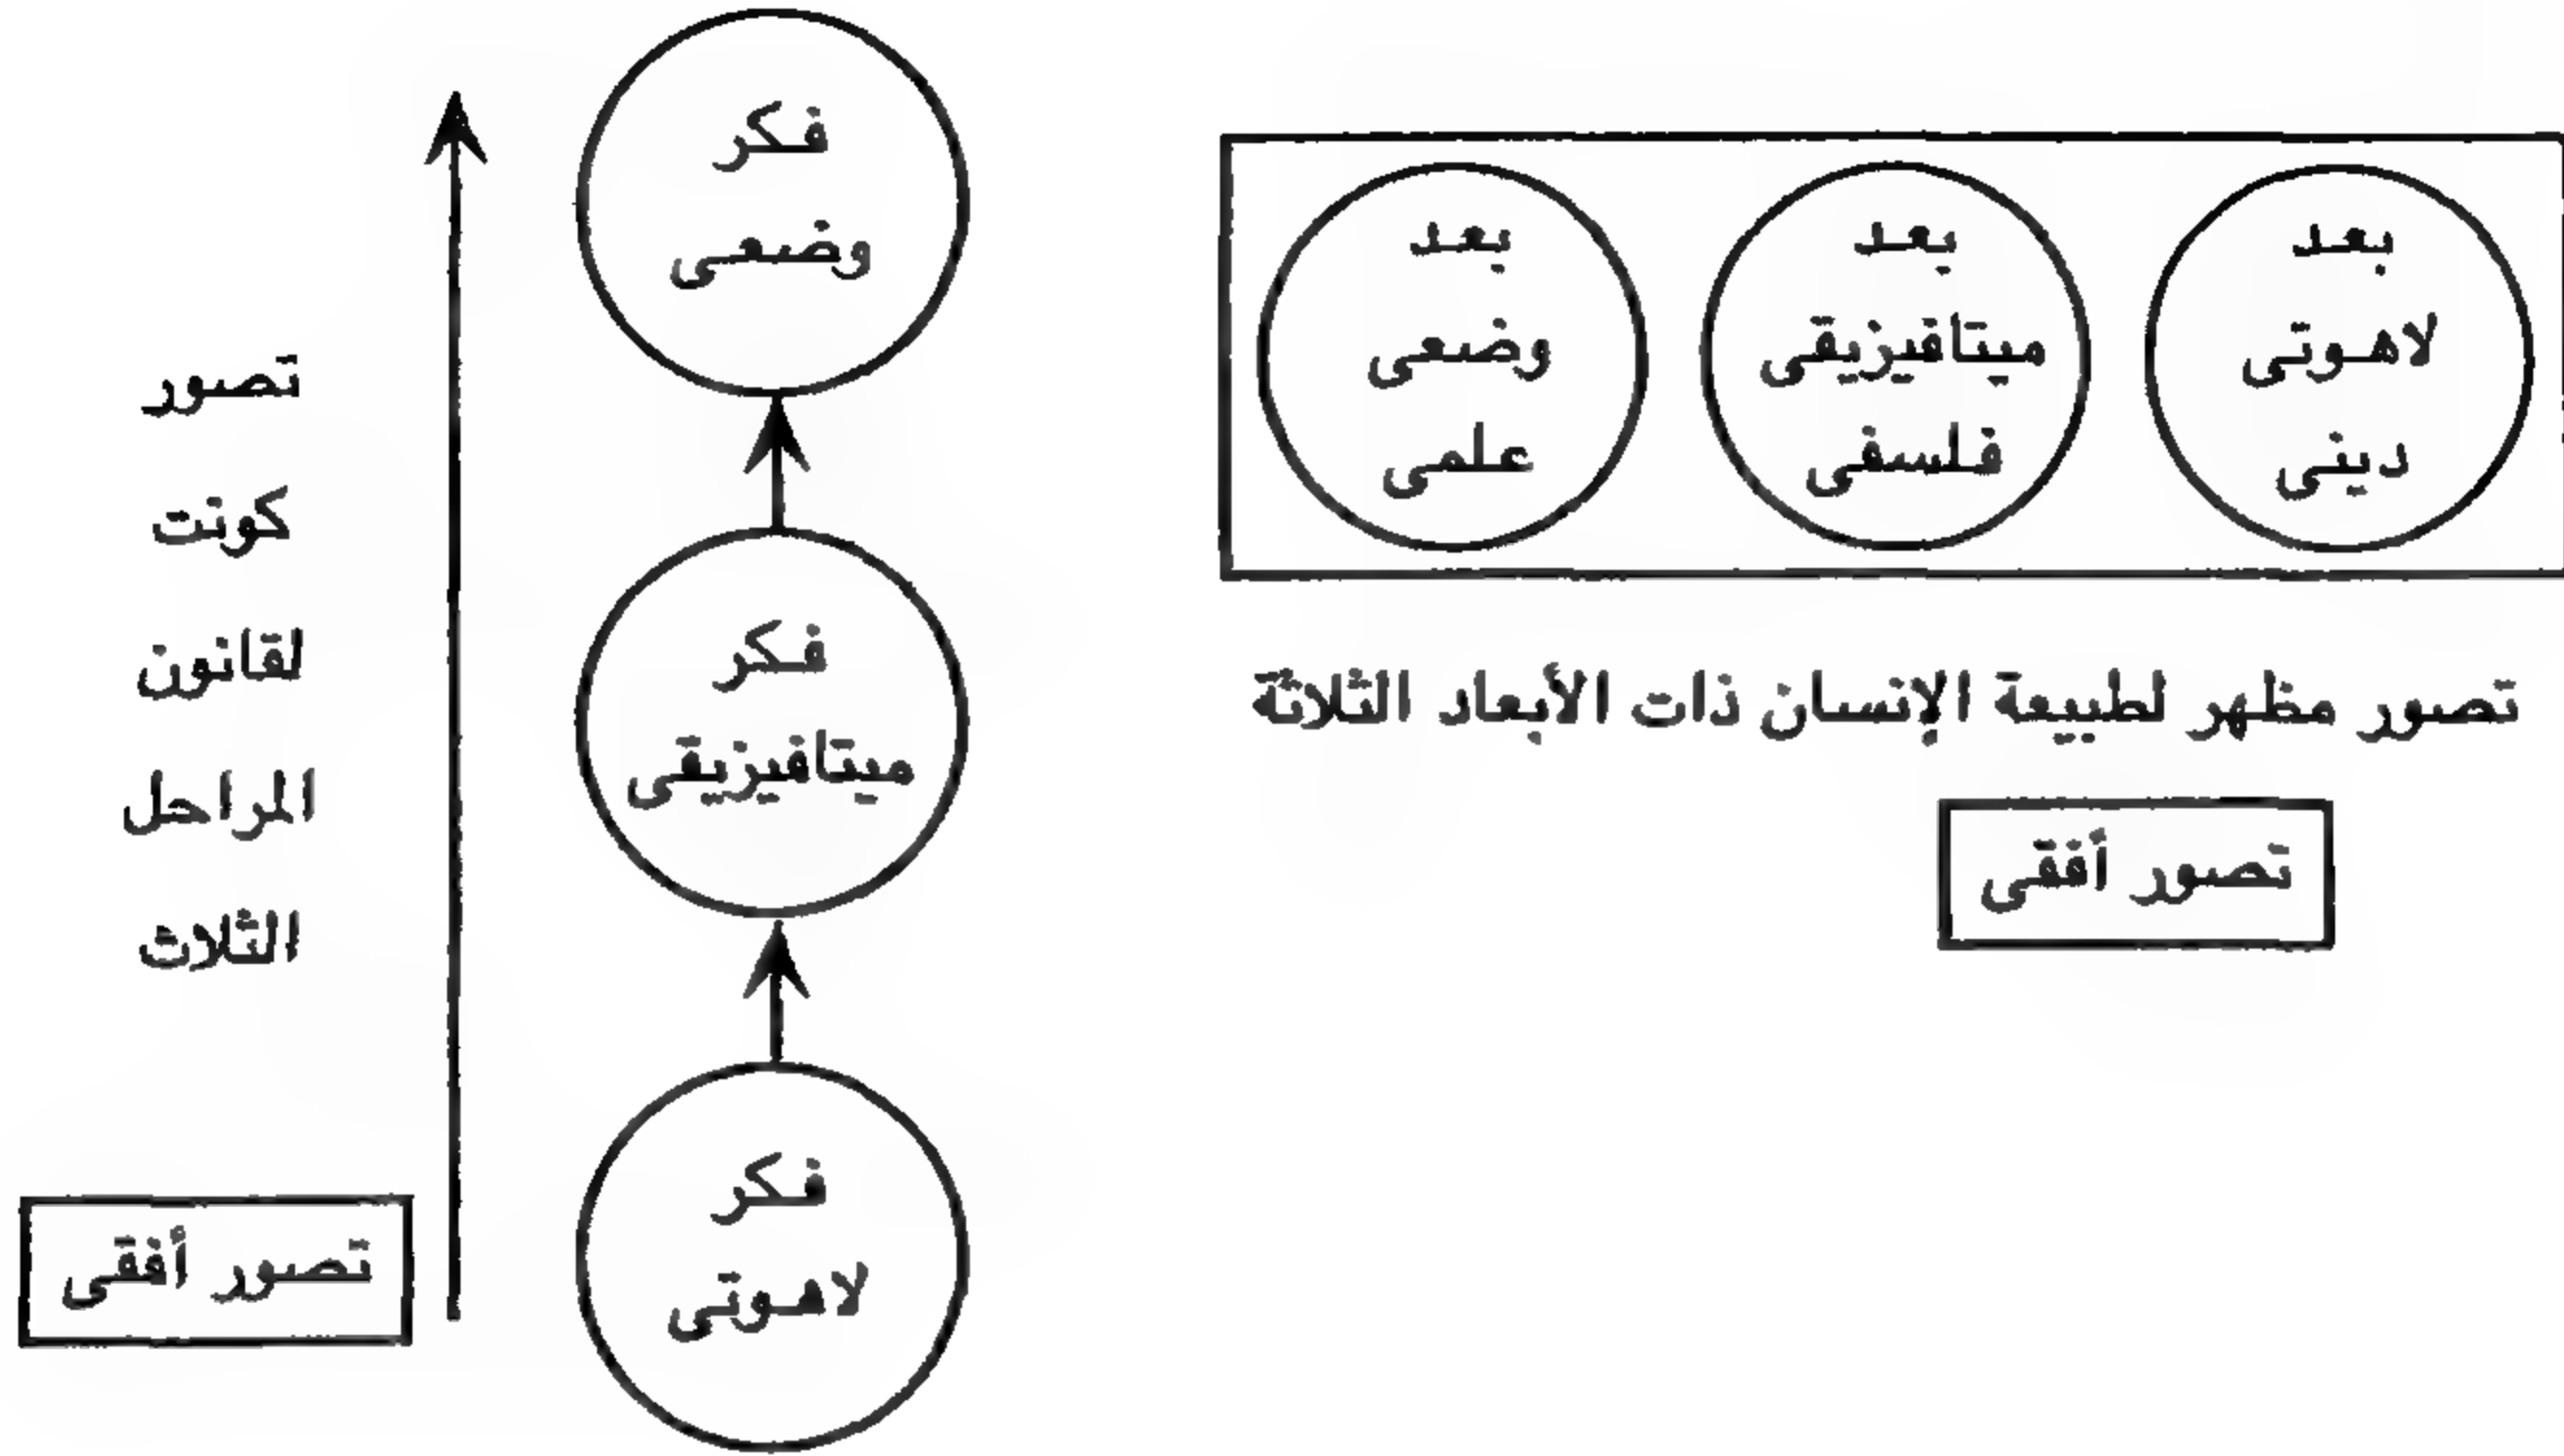 بعد
لاهوتى
دينى
بعد
ميتافيزيقى
فلسفى
بعد
وضعى
علمى
تصور مظهر لطبيعة الإنسان ذات الأبعاد الثلاثة
تصور أفقى
فكر
وضعى
فكر
ميتافيزيقى
فكر
لاهوتى
تصور
كونت
لقانون
المراحل
الثلاث
تصور أفقى